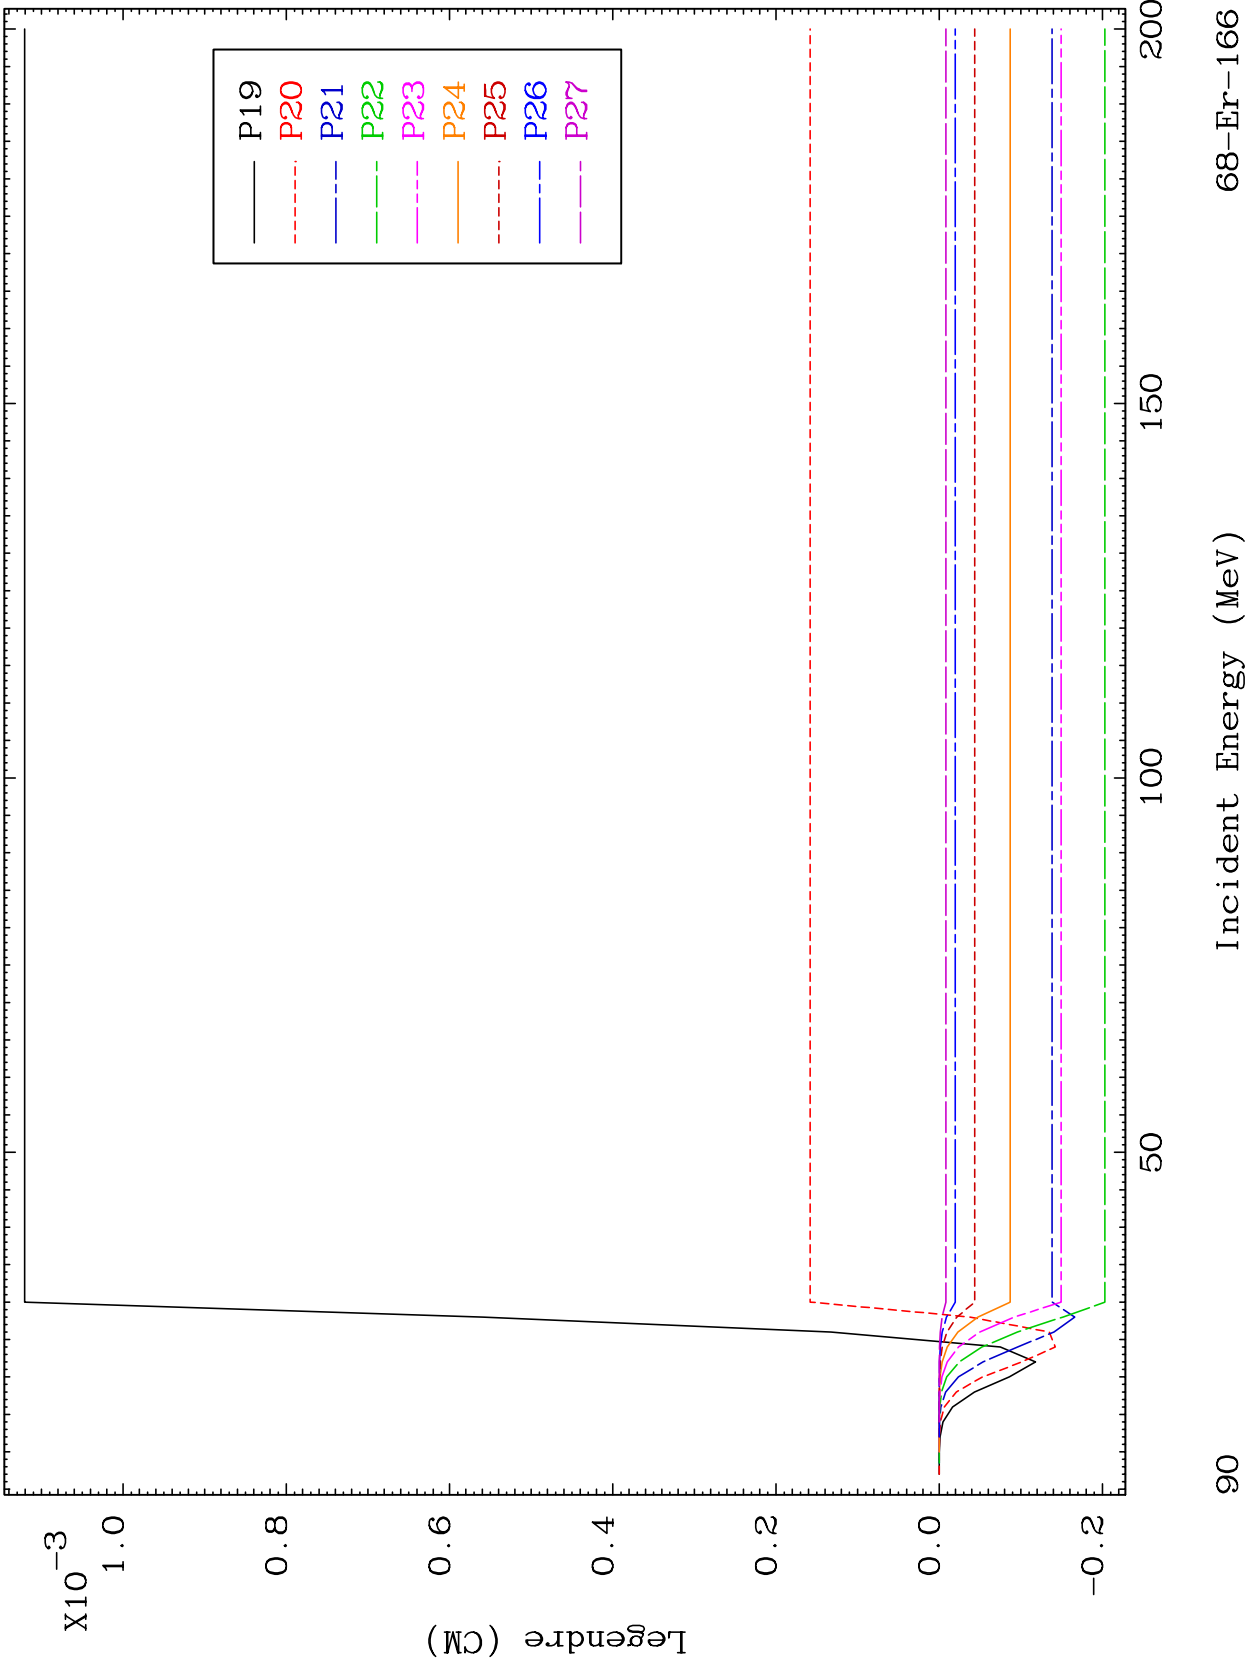 X10-3
1.0
0.8
0.6
0.4
0.2
0.0
-0.2
Legendre (CM)
P19
P20
P21
P22
P23
P24
P25
P26
P27
50
100
150
200
Incident Energy (MeV)
90
68-Er-166